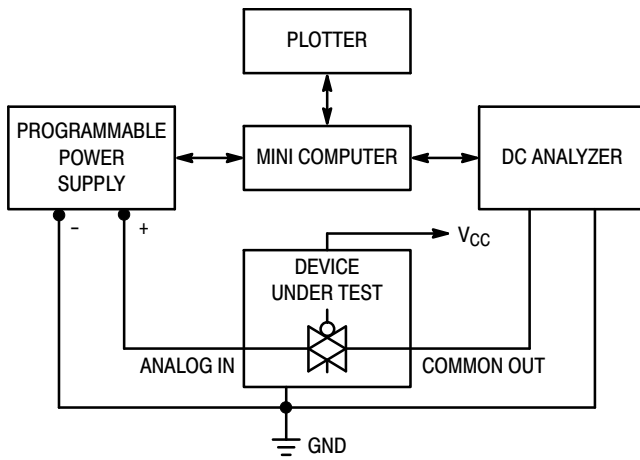 PLOTTER
PROGRAMMABLE
POWER
SUPPLY
MINI COMPUTER
DC ANALYZER
– +
VCC
DEVICE
UNDER TEST
ANALOG IN
COMMON OUT
GND